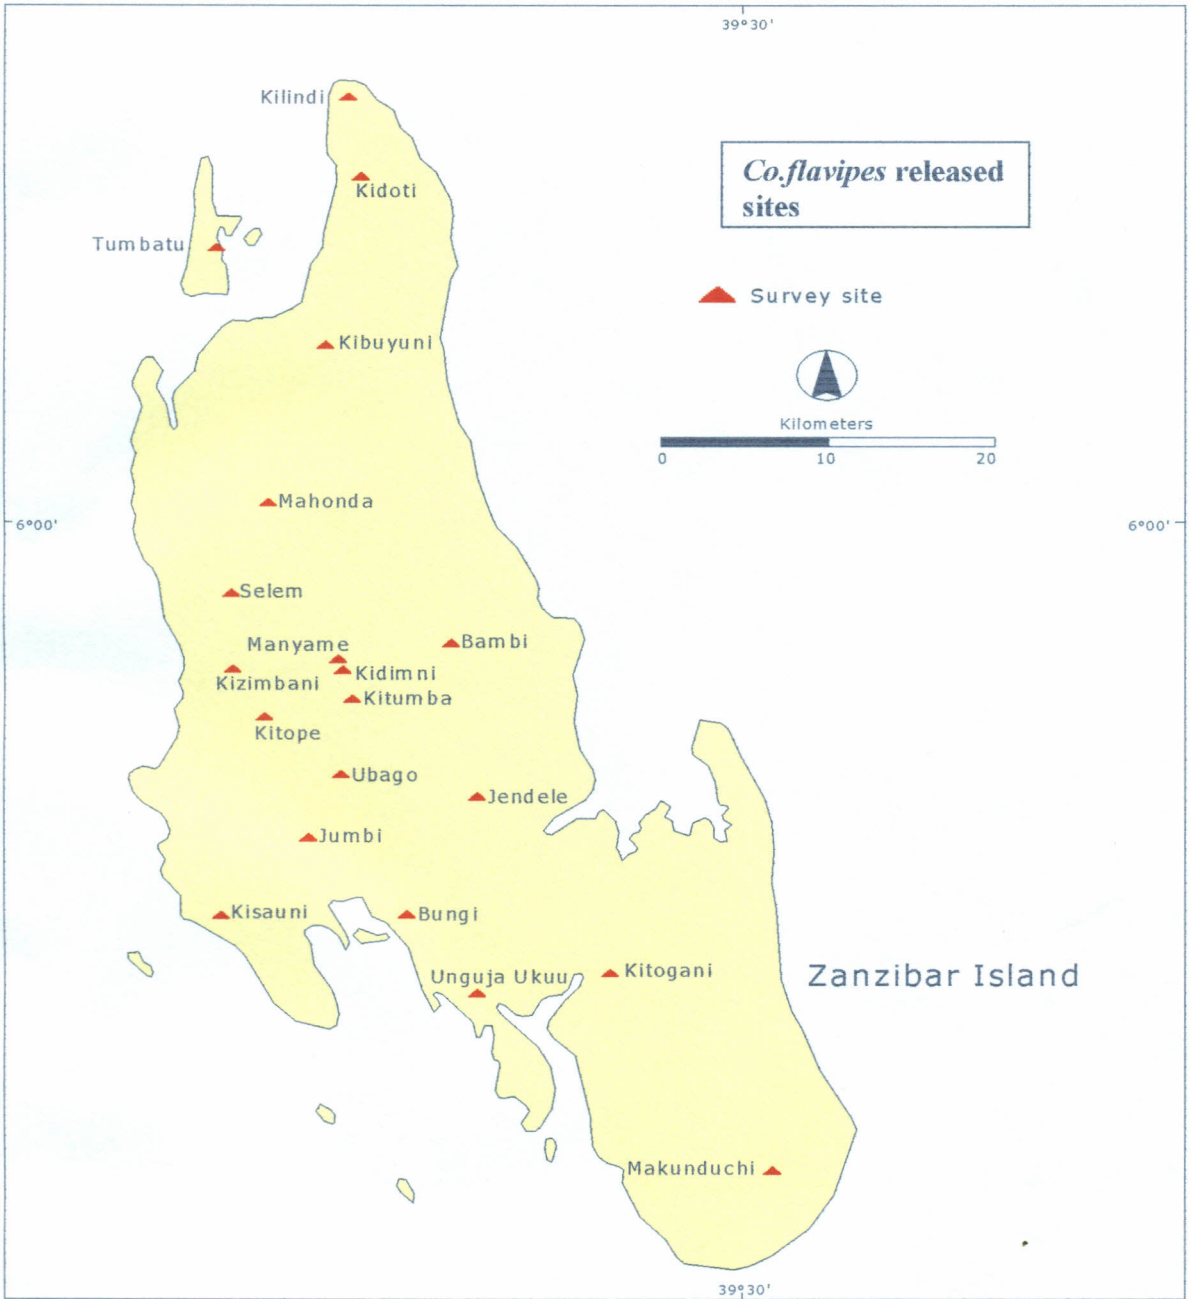 39°30'
Kilindi
Co.flavipes released
sites
Kidoti
Tumbatu
Survey site
Kibuyuni
Kilometers
0 10 20
Mahonda
6°00' 6°00'
Selem
Manyame
Bambi
Kidimni
Kizimbani
Kitumba
Kitope
Ubago
Jendele
Jumbi
Kisauni
Bungi
Unguja Ukuu
Kitogani
Zanzibar Island
Makunduchi
39°30'